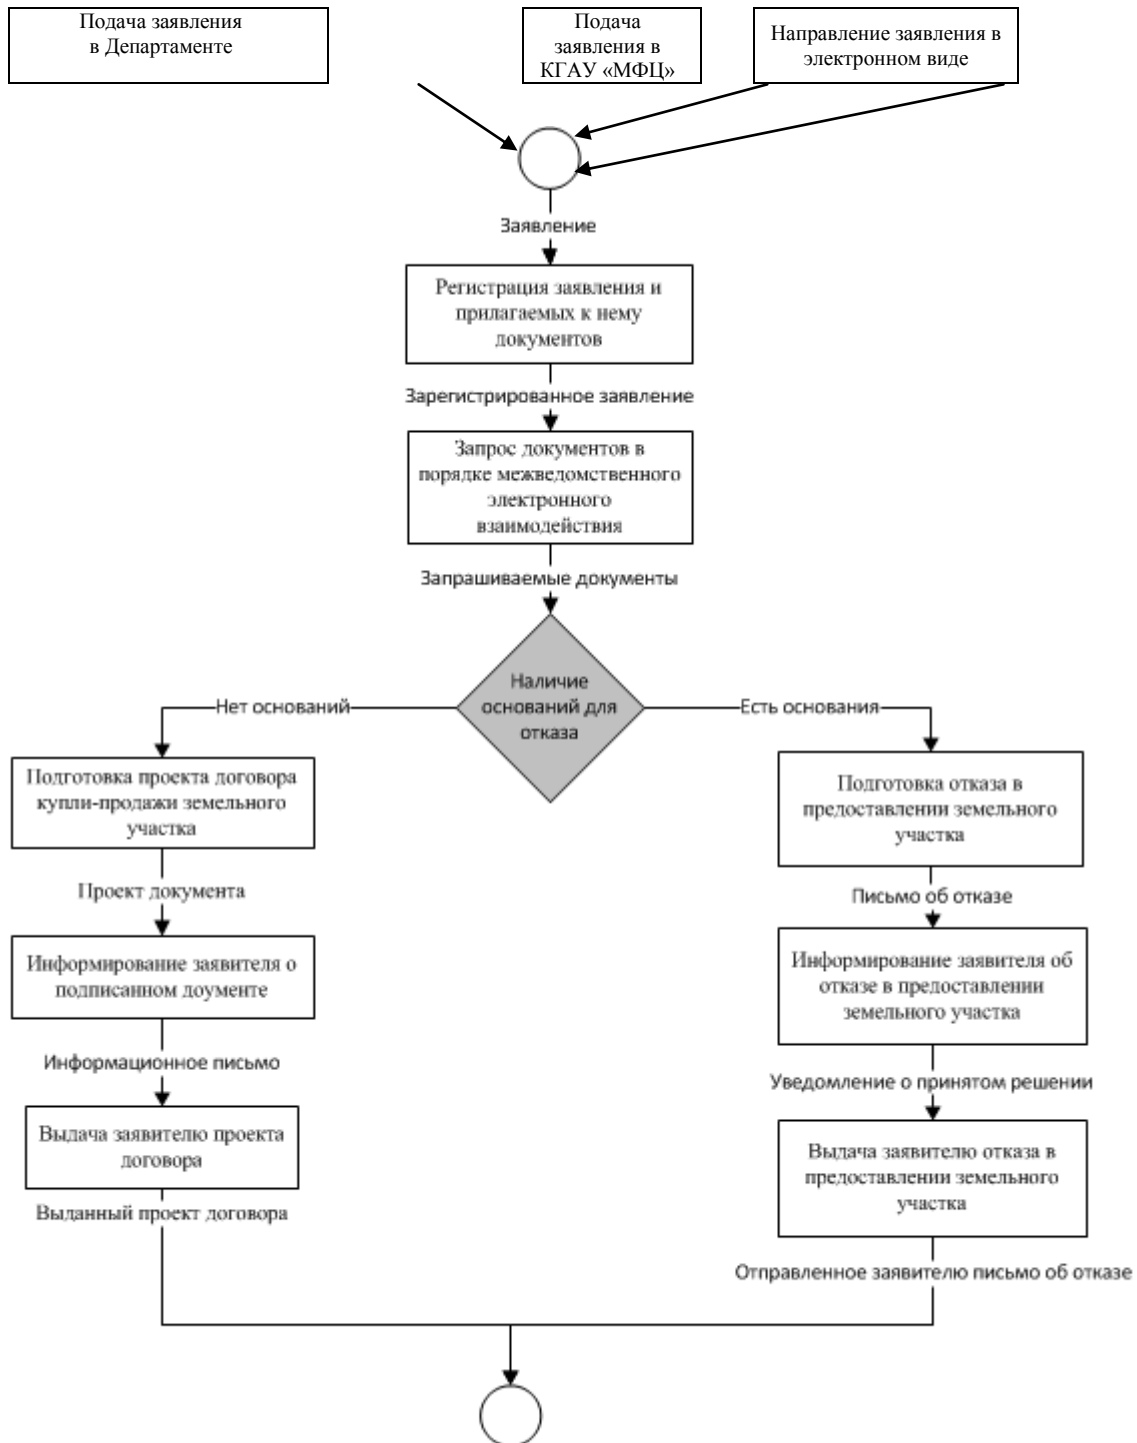 Подача заявления
в Департаменте
Подача
заявления в
КГАУ «МФЦ»
Направление заявления в
электронном виде
Заявление
Регистрация заявления и
прилагаемых к нему
документов
Зарегистрированное заявление
Запрос документов в
порядке межведомственного
электронного
взаимодействия
Запрашиваемые документы
Наличие
оснований для
отказа
Нет оснований
Есть основания
Подготовка проекта договора
купли-продажи земельного
участка
Проект документа
Информирование заявителя о
подписанном доументе
Информационное письмо
Выдача заявителю проекта
договора
Выданный проект договора
Подготовка отказа в
предоставлении земельного
участка
Письмо об отказе
Информирование заявителя об
отказе в предоставлении
земельного участка
Уведомление о принятом решении
Выдача заявителю отказа в
предоставлении земельного
участка
Отправленное заявителю письмо об отказе